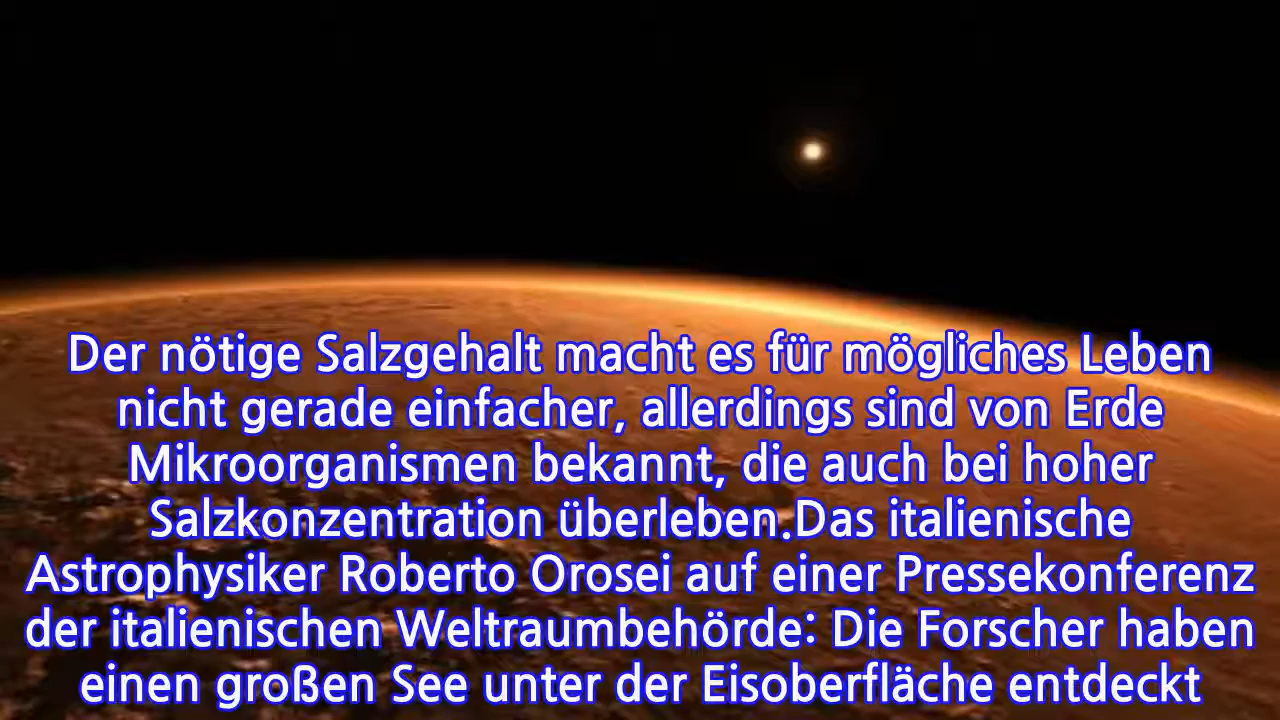 Der nötige Salzgehalt macht es für mögliches Leben
nicht gerade einfacher, allerdings sind von Erde
Mikroorganismen bekannt, die auch bei hoher
Salzkonzentration überleben.Das italienische
Astrophysiker Roberto Orosei auf einer Pressekonferenz
der italienischen Weltraumbehörde: Die Forscher haben
einen großen See unter der Eisoberfläche entdeckt